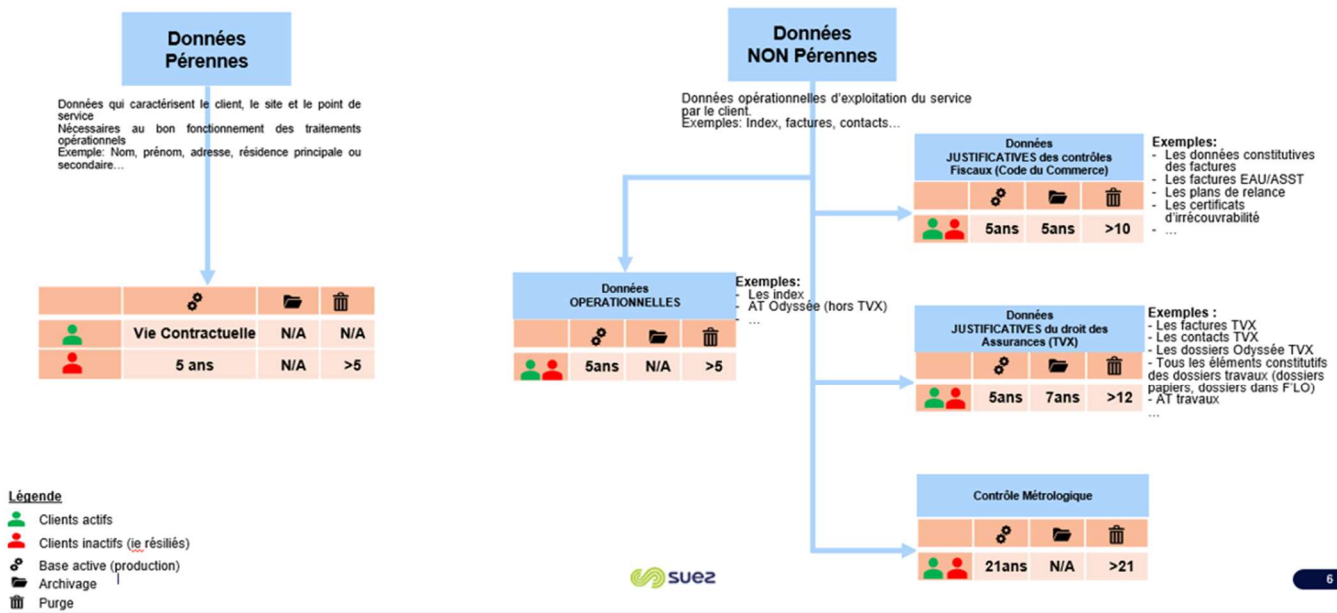 Données
Pérennes
Données qui caractérisent le client, le site et le point de
service
Nécessaires au bon fonctionnement des traitements
opérationnels
Exemple: Nom, prénom, adresse, résidence principale ou
secondaire…
Vie Contractuelle N/A N/A
5 ans N/A >5
Données
NON Pérennes
Données opérationnelles d'exploitation du service
par le client.
Exemples: Index, factures, contacts…
Données
OPERATIONNELLES
5ans N/A >5
Exemples:
- Les index
- AT Odyssée (hors TVX)
- …
Données
JUSTIFICATIVES des contrôles
Fiscaux (Code du Commerce)
5ans 5ans >10
Exemples:
- Les données constitutives
des factures
- Les factures EAU/ASST
- Les plans de relance
- Les certificats
d'irrécouvrabilité
- …
Données
JUSTIFICATIVES du droit des
Assurances (TVX)
5ans 7ans >12
Exemples :
- Les factures TVX
- Les contacts TVX
- Les dossiers Odyssée TVX
- Tous les éléments constitutifs
des dossiers travaux (dossiers
papiers, dossiers dans F'LO)
- AT travaux
…
Contrôle Métrologique
21ans N/A >21
Légende
Clients actifs
Clients inactifs (ie résiliés)
Base active (production)
Archivage
Purge
suez
6